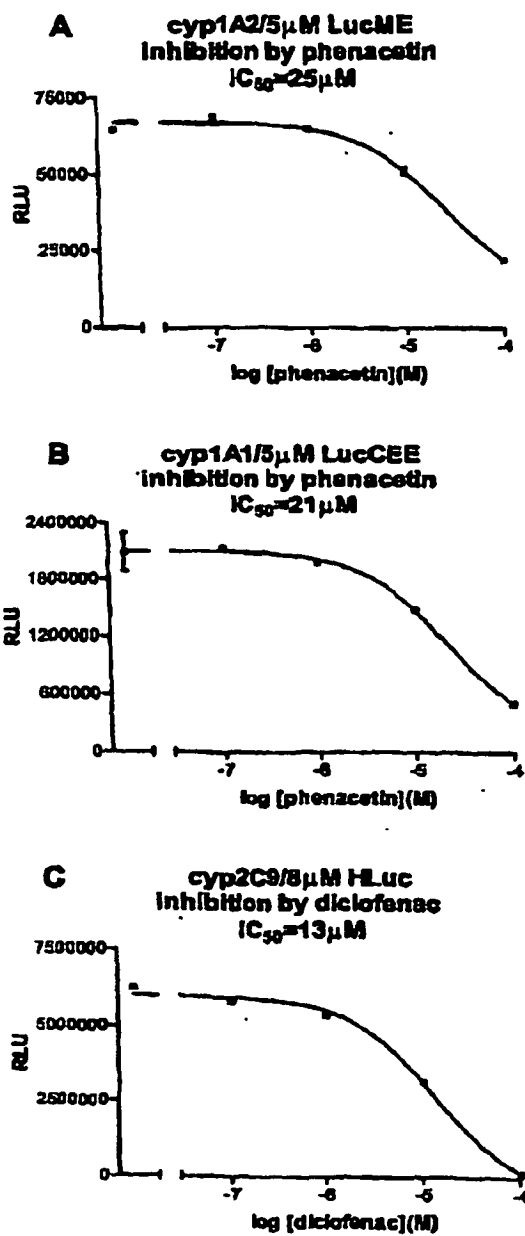 A
cyp1A2/5µM LucME
inhibition by phenacetin
IC50=25µM
75000
50000
25000
0
RLU
-7 -6 -5 -4
log [phenacetin](M)
B
cyp1A1/5µM LucCEE
inhibition by phenacetin
IC50=21µM
2400000
1800000
1200000
600000
0
RLU
-7 -6 -5 -4
log [phenacetin](M)
C
cyp2C9/8µM HLuc
inhibition by diclofenac
IC50=13µM
7500000
5000000
2500000
0
RLU
-7 -6 -5 -4
log [diclofenac](M)